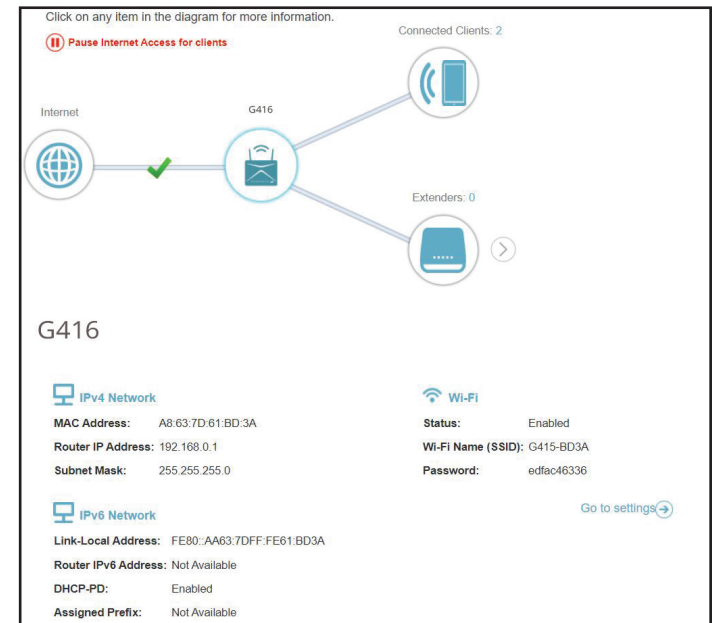 Click on any item in the diagram for more information.
Pause Internet Access for clients
Connected Clients: 2
Internet
G416
Extenders: 0
G416
IPv4 Network
MAC Address: A8:63:7D:61:BD:3A
Router IP Address: 192.168.0.1
Subnet Mask: 255.255.255.0
Wi-Fi
Status: Enabled
Wi-Fi Name (SSID): G415-BD3A
Password: edfac46336
Go to settings
IPv6 Network
Link-Local Address: FE80::AA63:7DFF:FE61:BD3A
Router IPv6 Address: Not Available
DHCP-PD: Enabled
Assigned Prefix: Not Available